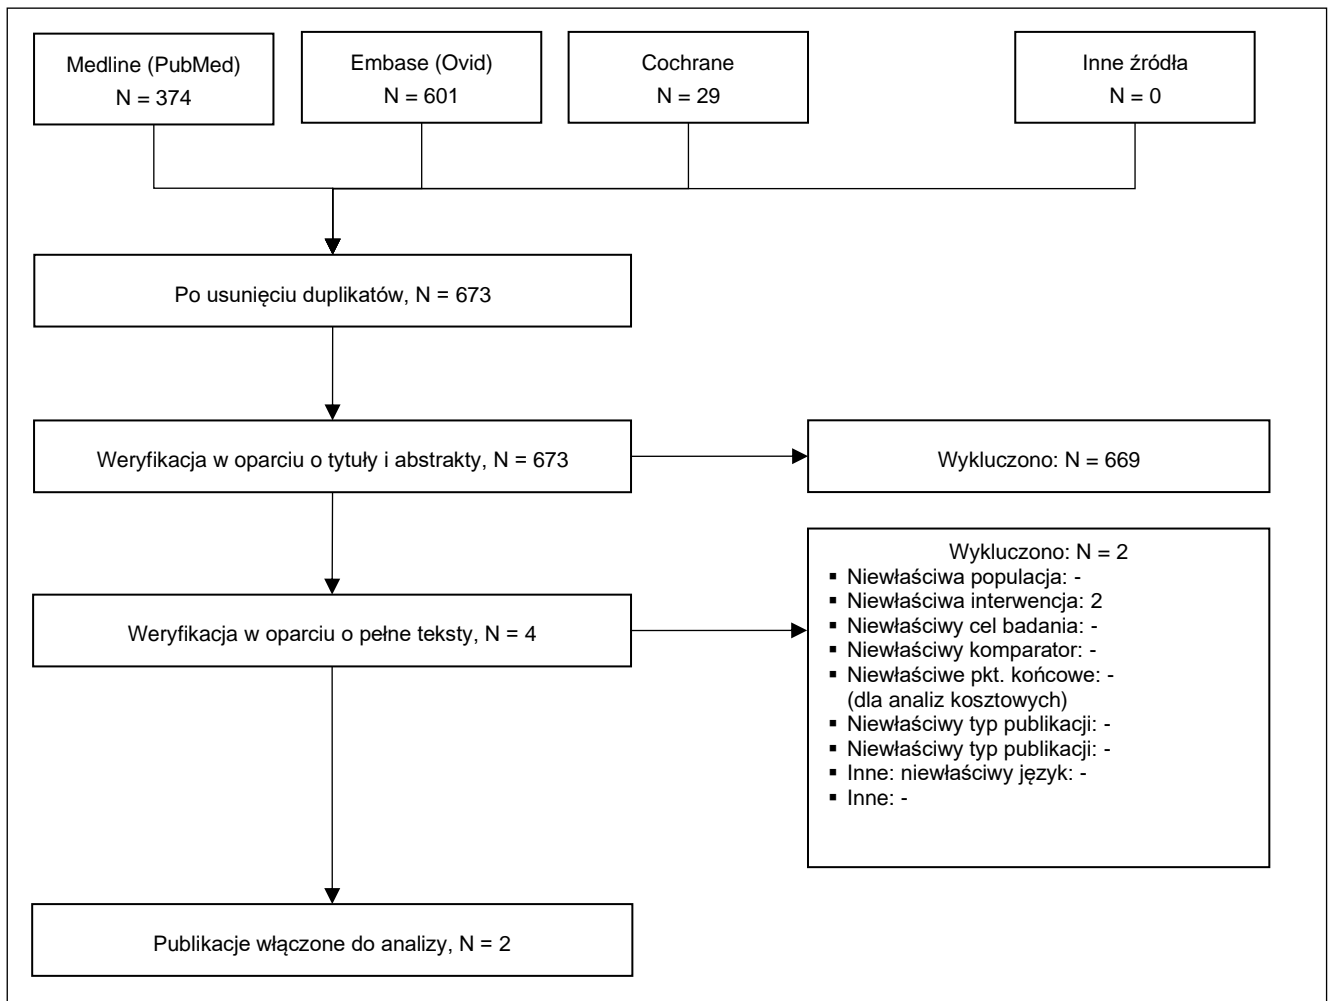 Medline (PubMed)
N = 374
Embase (Ovid)
N = 601
Cochrane
N = 29
Inne źródła
N = 0
Po usunięciu duplikatów, N = 673
Weryfikacja w oparciu o tytuły i abstrakty, N = 673
Wykluczono: N = 669
Weryfikacja w oparciu o pełne teksty, N = 4
Wykluczono: N = 2
▪ Niewłaściwa populacja: -
▪ Niewłaściwa interwencja: 2
▪ Niewłaściwy cel badania: -
▪ Niewłaściwy komparator: -
▪ Niewłaściwe pkt. końcowe: -
(dla analiz kosztowych)
▪ Niewłaściwy typ publikacji: -
▪ Niewłaściwy typ publikacji: -
▪ Inne: niewłaściwy język: -
▪ Inne: -
Publikacje włączone do analizy, N = 2